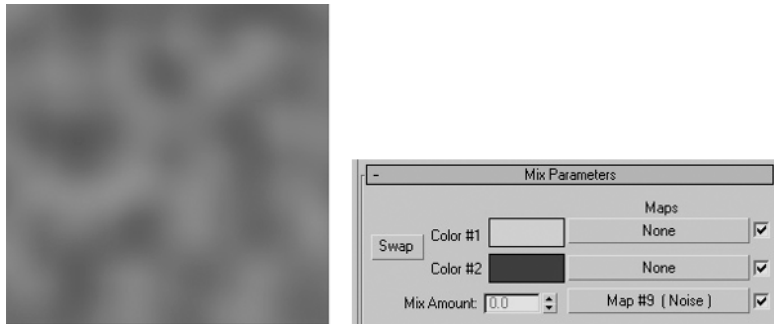 - Mix Parameters
Maps
Swap Color #1 None
Color #2 None
Mix Amount: 0.0 Map #9 ( Noise )